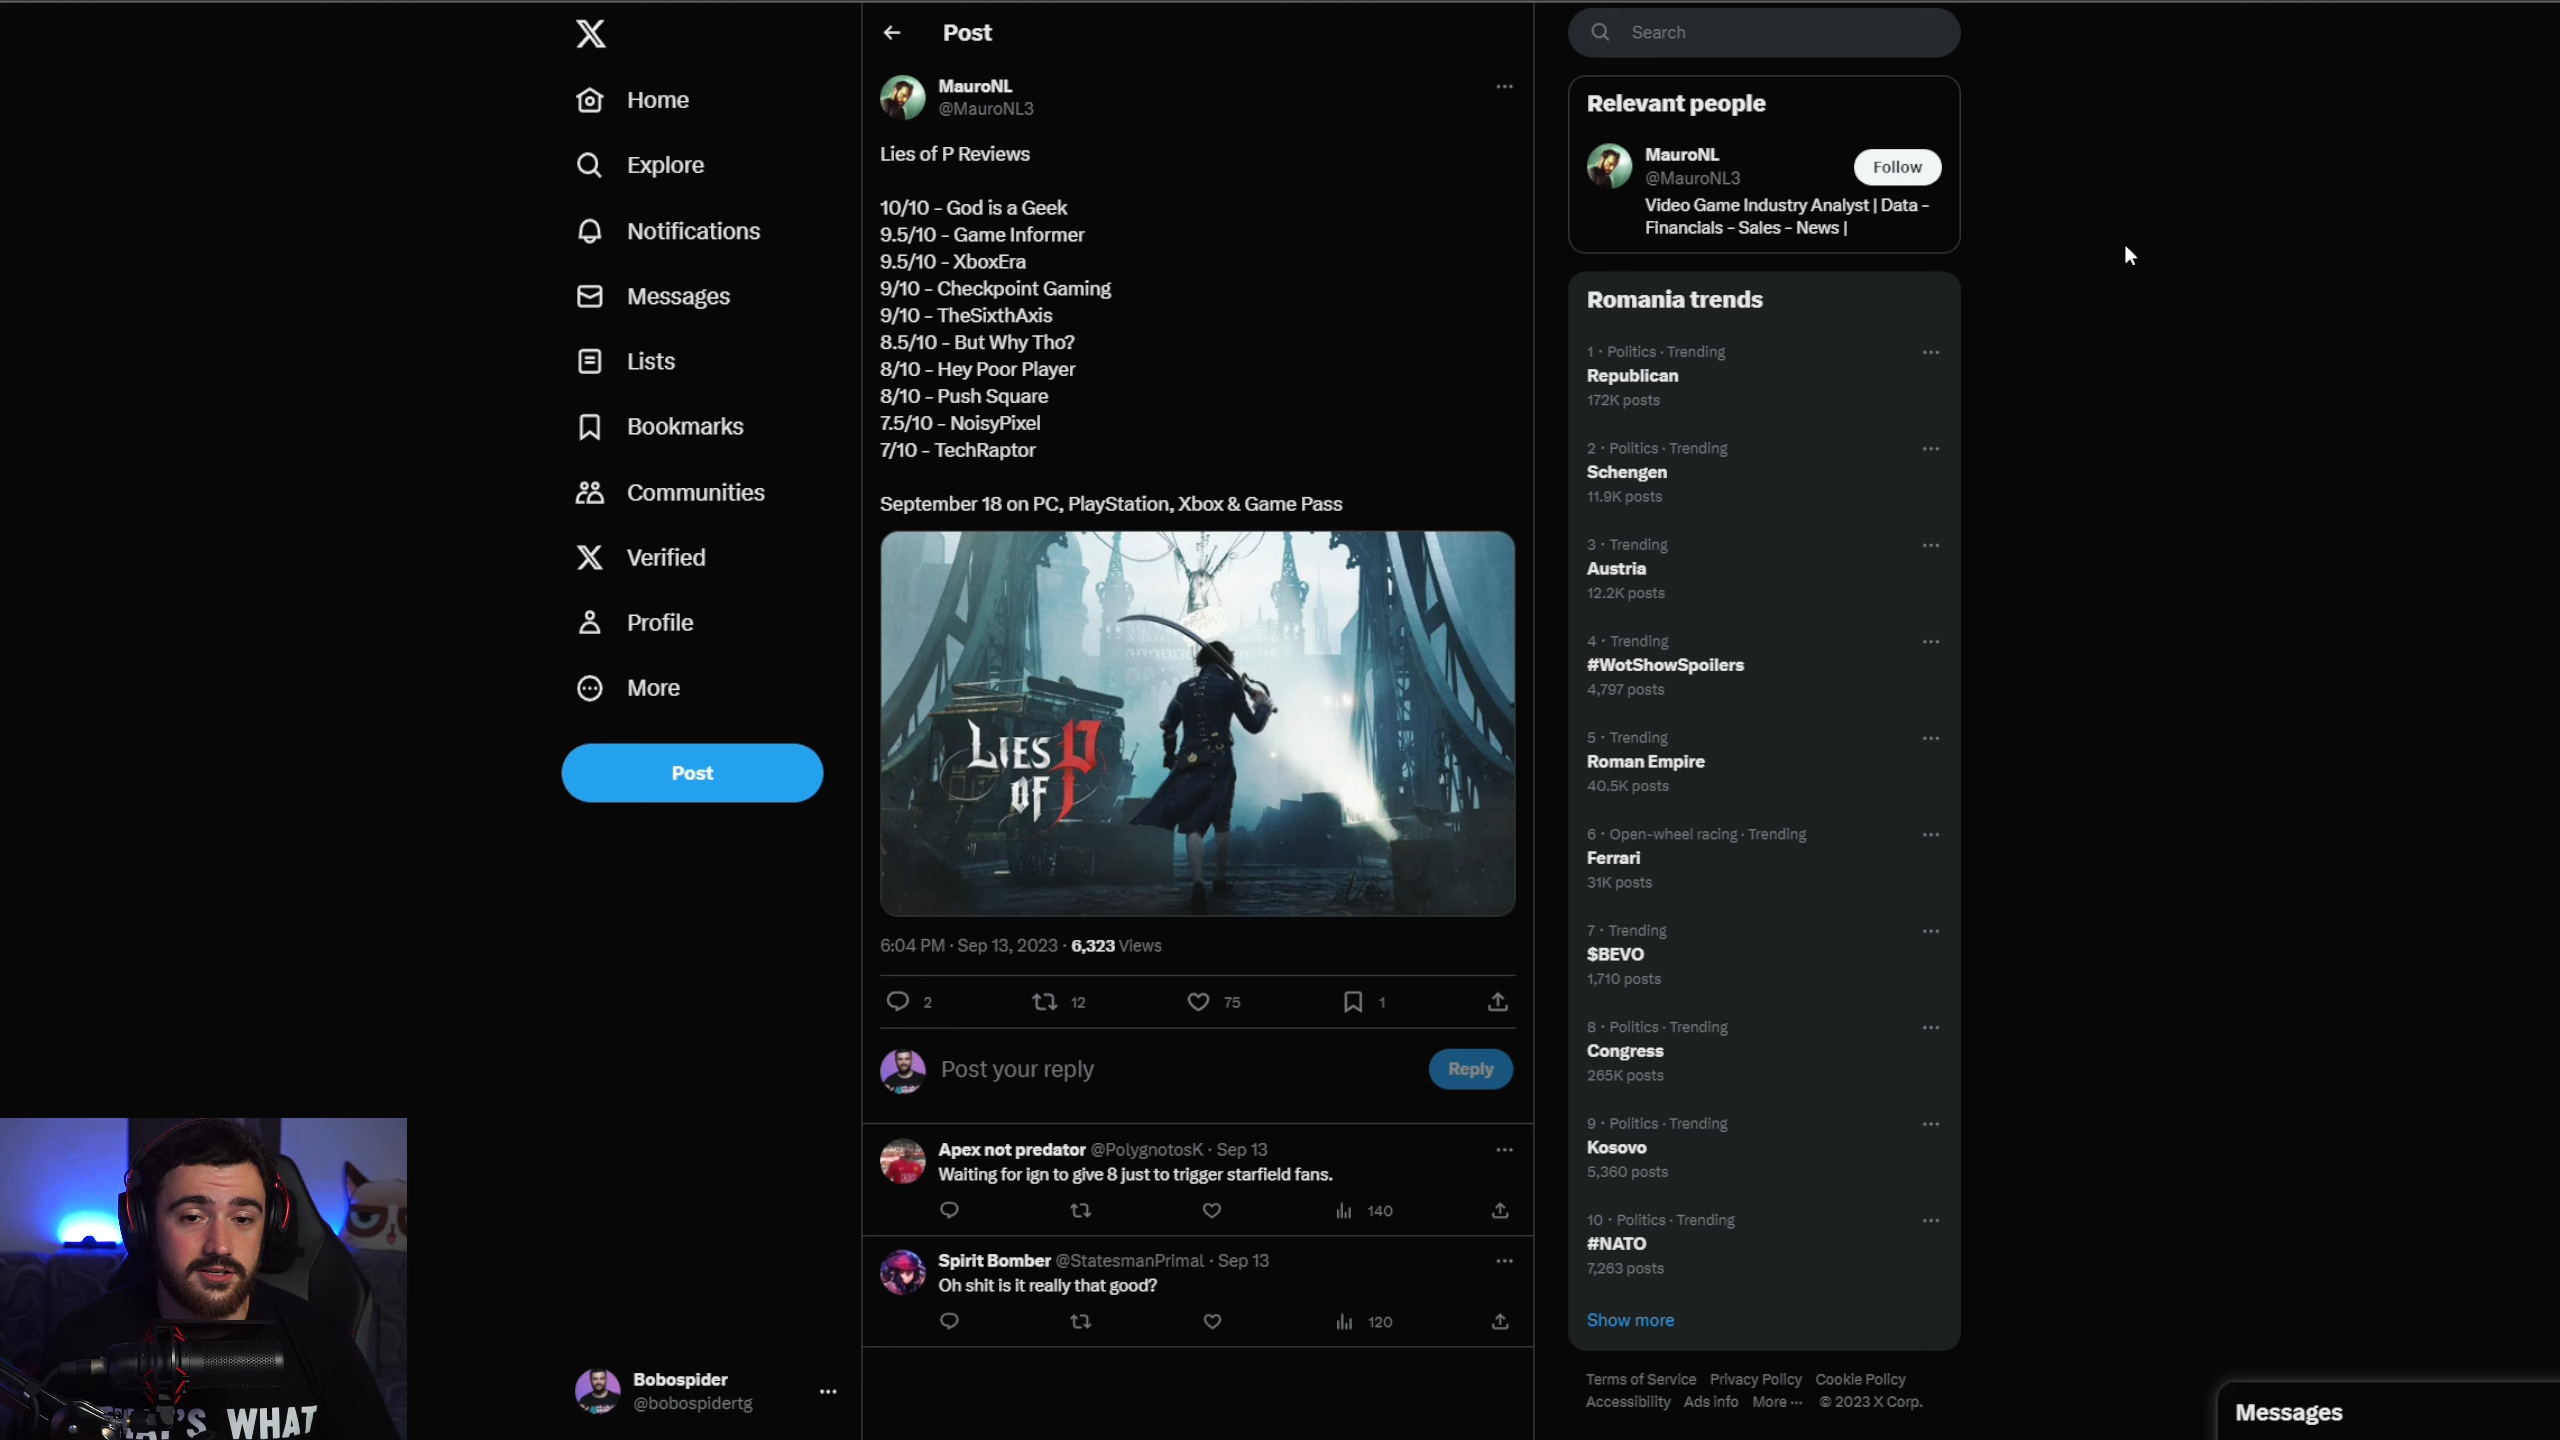 Home
Explore
Notifications
Messages
Lists
Bookmarks
Communities
Verified
Profile
More
Post
Bobospider
@bobospidertg
Post
MauroNL
@MauroNL3
Lies of P Reviews
10/10 - God is a Geek
9.5/10 - Game Informer
9.5/10 - XboxEra
9/10 - Checkpoint Gaming
9/10 - TheSixthAxis
8.5/10 - But Why Tho?
8/10 - Hey Poor Player
8/10 - Push Square
7.5/10 - NoisyPixel
7/10 - TechRaptor
September 18 on PC, PlayStation, Xbox & Game Pass
LIES
OF P
6:04 PM · Sep 13, 2023 · 6,323 Views
2 12 75 1
Post your reply
Reply
Apex not predator @PolygnotosK · Sep 13
Waiting for ign to give 8 just to trigger starfield fans.
140
Spirit Bomber @StatesmanPrimal · Sep 13
Oh shit is it really that good?
120
Search
Relevant people
MauroNL
@MauroNL3
Follow
Video Game Industry Analyst | Data -
Financials - Sales - News |
Romania trends
1 · Politics · Trending
Republican
172K posts
2 · Politics · Trending
Schengen
11.9K posts
3 · Trending
Austria
12.2K posts
4 · Trending
#WotShowSpoilers
4,797 posts
5 · Trending
Roman Empire
40.5K posts
6 · Open-wheel racing · Trending
Ferrari
31K posts
7 · Trending
$BEVO
1,710 posts
8 · Politics · Trending
Congress
265K posts
9 · Politics · Trending
Kosovo
5,360 posts
10 · Politics · Trending
#NATO
7,263 posts
Show more
Terms of Service Privacy Policy Cookie Policy
Accessibility Ads info More ··· © 2023 X Corp.
Messages
WHAT